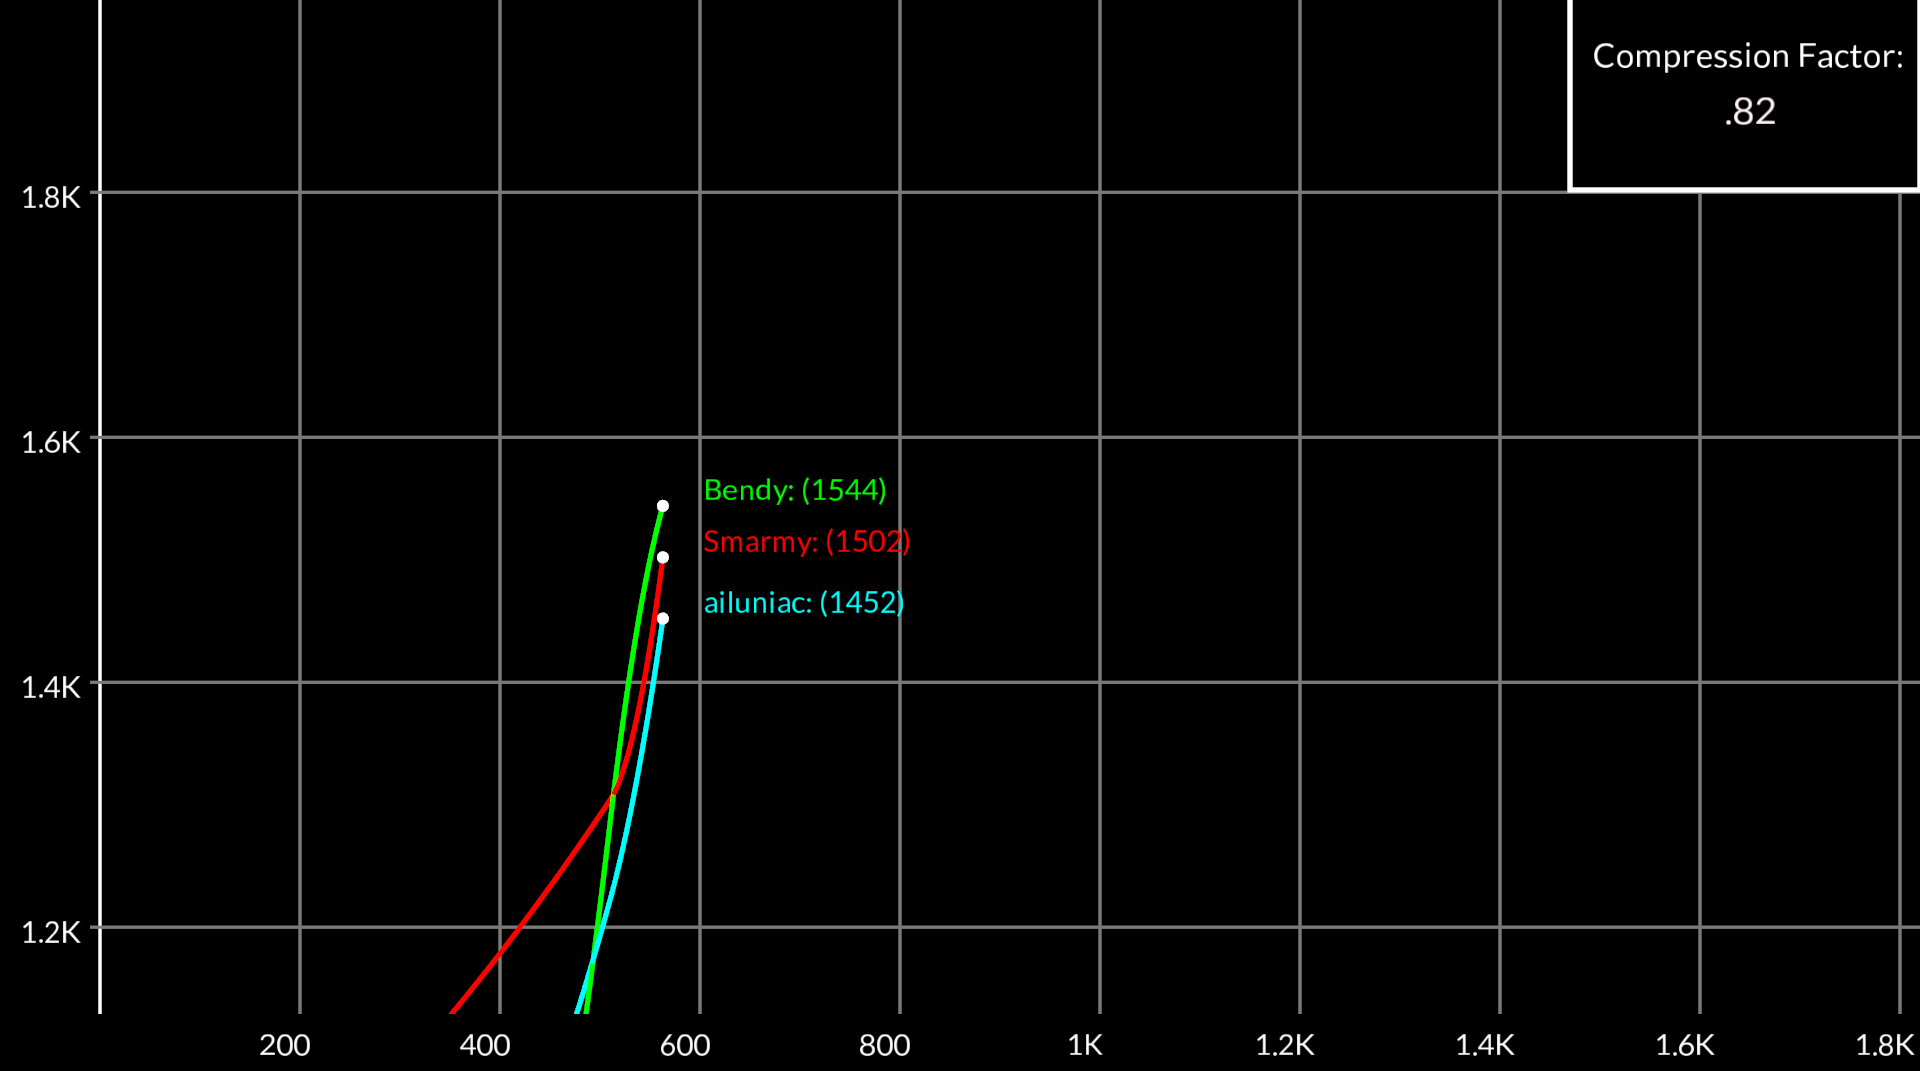 Compression Factor:
.82
1.8K
1.6K
Bendy: (1544)
Smarmy: (1502)
ailuniac: (1452)
1.4K
1.2K
200 400 600 800 1K 1.2K 1.4K 1.6K 1.8K